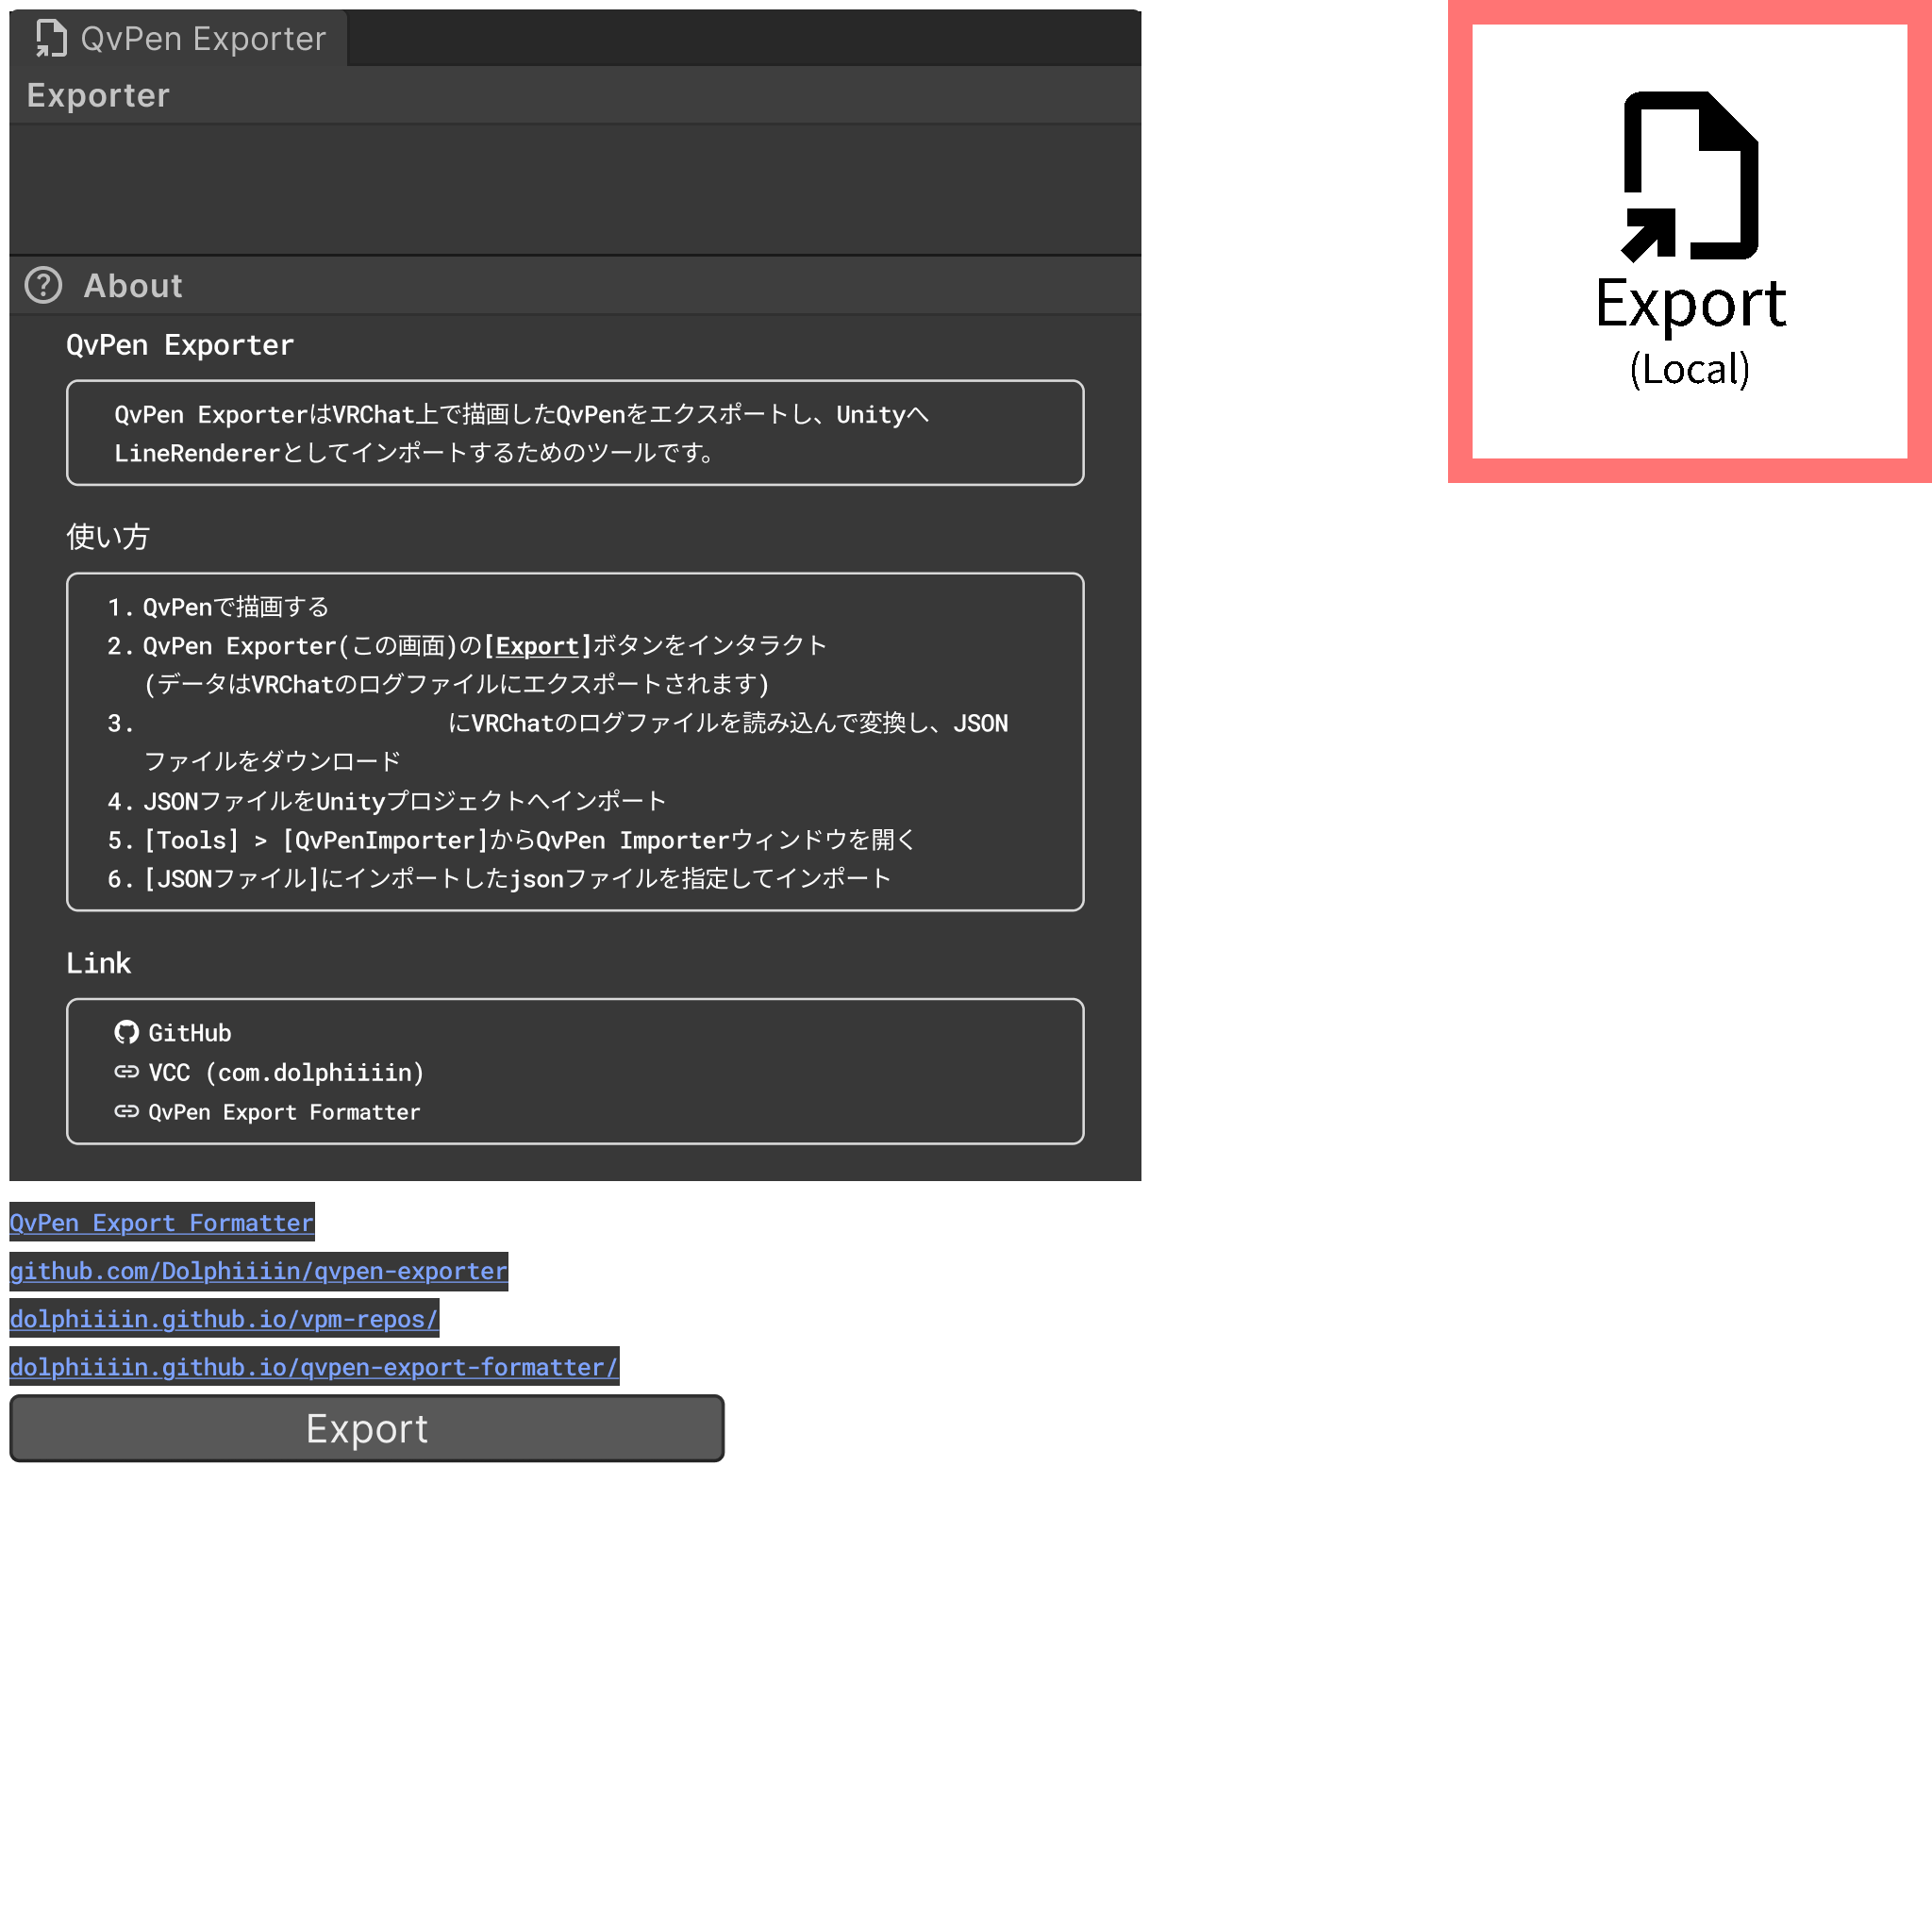 QvPen Exporter
Exporter
About
QvPen Exporter
QvPen ExporterはVRChat上で描画したQvPenをエクスポートし、Unityへ
LineRendererとしてインポートするためのツールです。
使い方
1. QvPenで描画する
2. QvPen Exporter(この画面)の[Export]ボタンをインタラクト
(データはVRChatのログファイルにエクスポートされます)
3. にVRChatのログファイルを読み込んで変換し、JSON
ファイルをダウンロード
4. JSONファイルをUnityプロジェクトへインポート
5. [Tools] > [QvPenImporter]からQvPen Importerウィンドウを開く
6. [JSONファイル]にインポートしたjsonファイルを指定してインポート
Link
GitHub
VCC (com.dolphiiiin)
QvPen Export Formatter
QvPen Export Formatter
github.com/Dolphiiiin/qvpen-exporter
dolphiiiin.github.io/vpm-repos/
dolphiiiin.github.io/qvpen-export-formatter/
Export
Export
(Local)